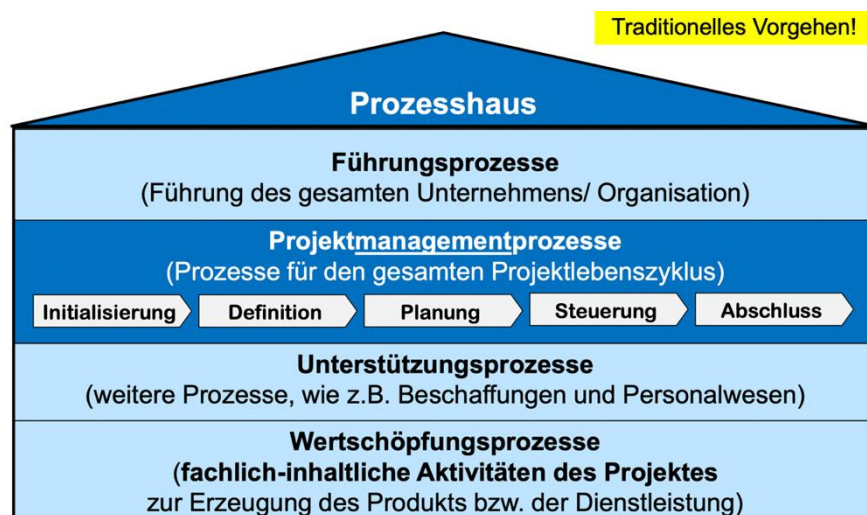 Traditionelles Vorgehen!
Prozesshaus
Führungsprozesse
(Führung des gesamten Unternehmens/ Organisation)
Projektmanagementprozesse
(Prozesse für den gesamten Projektlebenszyklus)
Initialisierung
Definition
Planung
Steuerung
Abschluss
Unterstützungsprozesse
(weitere Prozesse, wie z.B. Beschaffungen und Personalwesen)
Wertschöpfungsprozesse
(fachlich-inhaltliche Aktivitäten des Projektes
zur Erzeugung des Produkts bzw. der Dienstleistung)